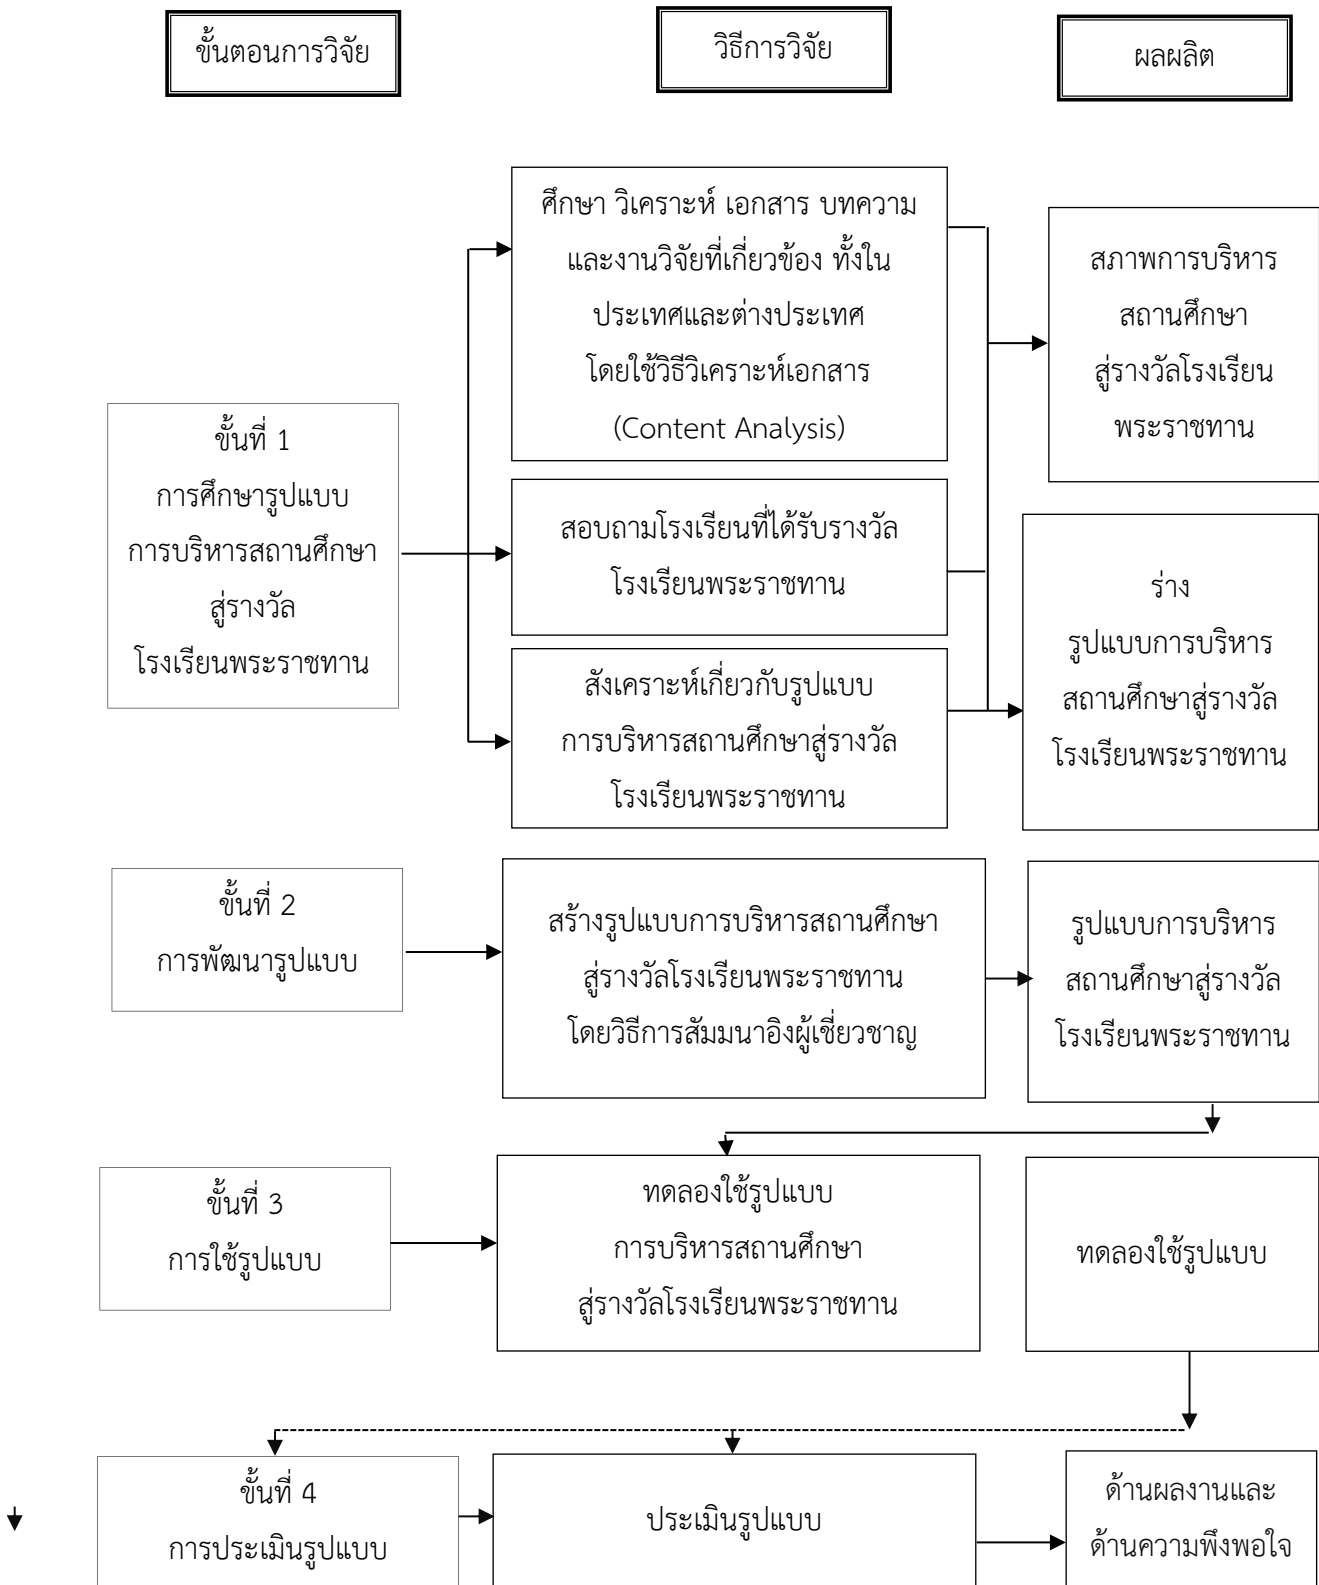 ขั้นตอนการวิจัย
วิธีการวิจัย
ผลผลิต
ขั้นที่ 1
การศึกษารูปแบบ
การบริหารสถานศึกษา
สู่รางวัล
โรงเรียนพระราชทาน
ศึกษา วิเคราะห์ เอกสาร บทความ
และงานวิจัยที่เกี่ยวข้อง ทั้งใน
ประเทศและต่างประเทศ
โดยใช้วิธีวิเคราะห์เอกสาร
(Content Analysis)
สอบถามโรงเรียนที่ได้รับรางวัล
โรงเรียนพระราชทาน
สังเคราะห์เกี่ยวกับรูปแบบ
การบริหารสถานศึกษาสู่รางวัล
โรงเรียนพระราชทาน
สภาพการบริหาร
สถานศึกษา
สู่รางวัลโรงเรียน
พระราชทาน
ร่าง
รูปแบบการบริหาร
สถานศึกษาสู่รางวัล
โรงเรียนพระราชทาน
ขั้นที่ 2
การพัฒนารูปแบบ
สร้างรูปแบบการบริหารสถานศึกษา
สู่รางวัลโรงเรียนพระราชทาน
โดยวิธีการสัมมนาอิงผู้เชี่ยวชาญ
รูปแบบการบริหาร
สถานศึกษาสู่รางวัล
โรงเรียนพระราชทาน
ขั้นที่ 3
การใช้รูปแบบ
ทดลองใช้รูปแบบ
การบริหารสถานศึกษา
สู่รางวัลโรงเรียนพระราชทาน
ทดลองใช้รูปแบบ
ขั้นที่ 4
การประเมินรูปแบบ
ประเมินรูปแบบ
ด้านผลงานและ
ด้านความพึงพอใจ